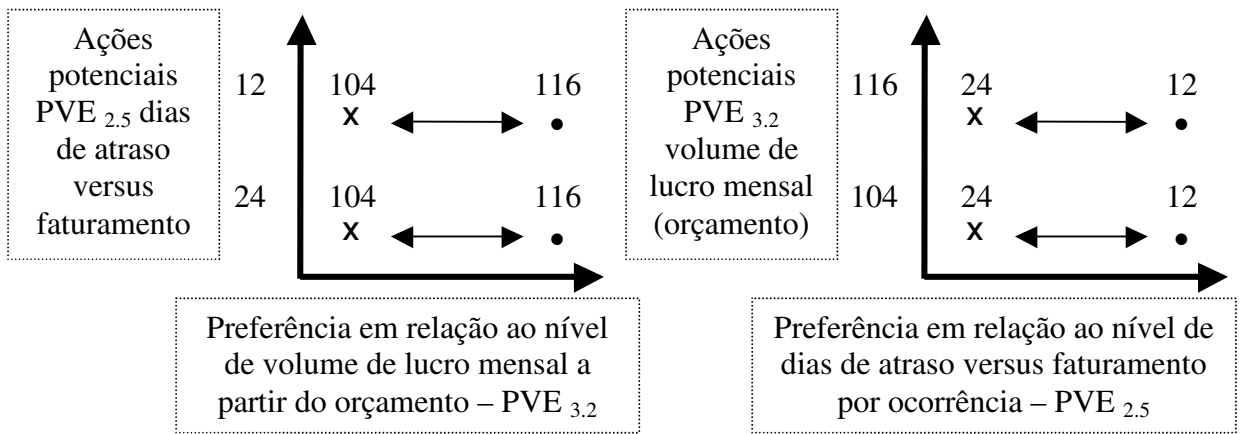 Ações
potenciais
PVE 2.5 dias
de atraso
versus
faturamento
12 104 116
x •
24 104 116
x •
Preferência em relação ao nível
de volume de lucro mensal a
partir do orçamento – PVE 3.2
Ações
potenciais
PVE 3.2
volume de
lucro mensal
(orçamento)
116 24 12
x •
104 24 12
x •
Preferência em relação ao nível de
dias de atraso versus faturamento
por ocorrência – PVE 2.5